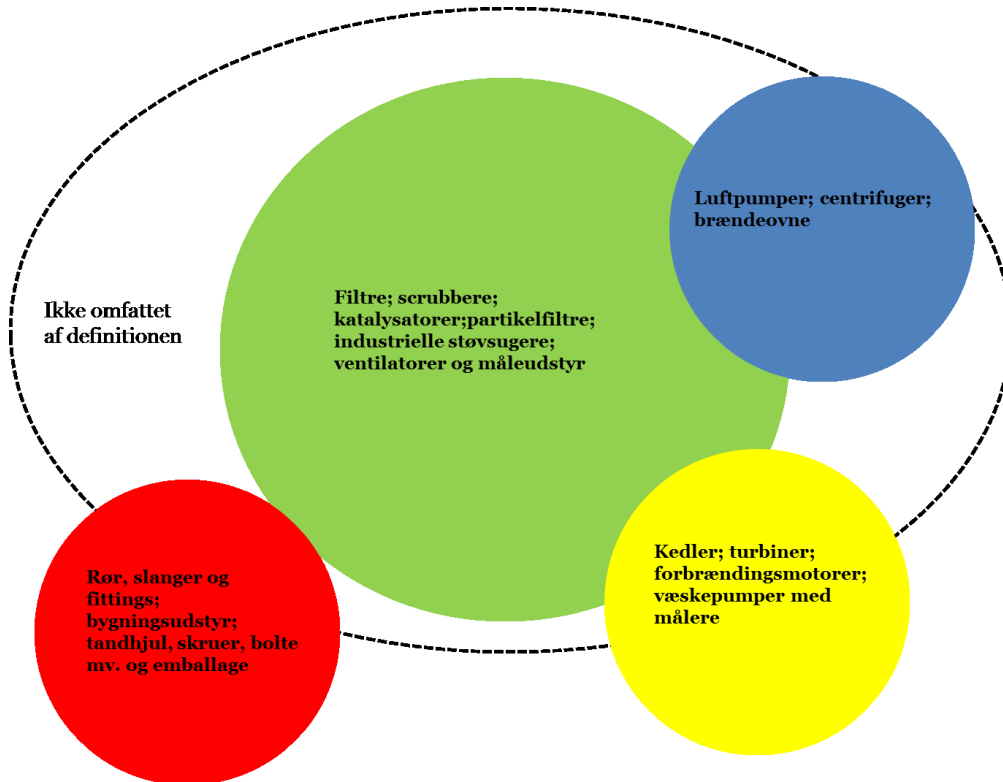 Luftpumper; centrifuger;
brændeovne
Ikke omfattet
af definitionen
Filtre; scrubbere;
katalysatorer;partikelfiltre;
industrielle støvsugere;
ventilatorer og måleudstyr
Kedler; turbiner;
forbrændingsmotorer;
væskepumper med
målere
Rør, slanger og
fittings;
bygningsudstyr;
tandhjul, skruer, bolte
mv. og emballage